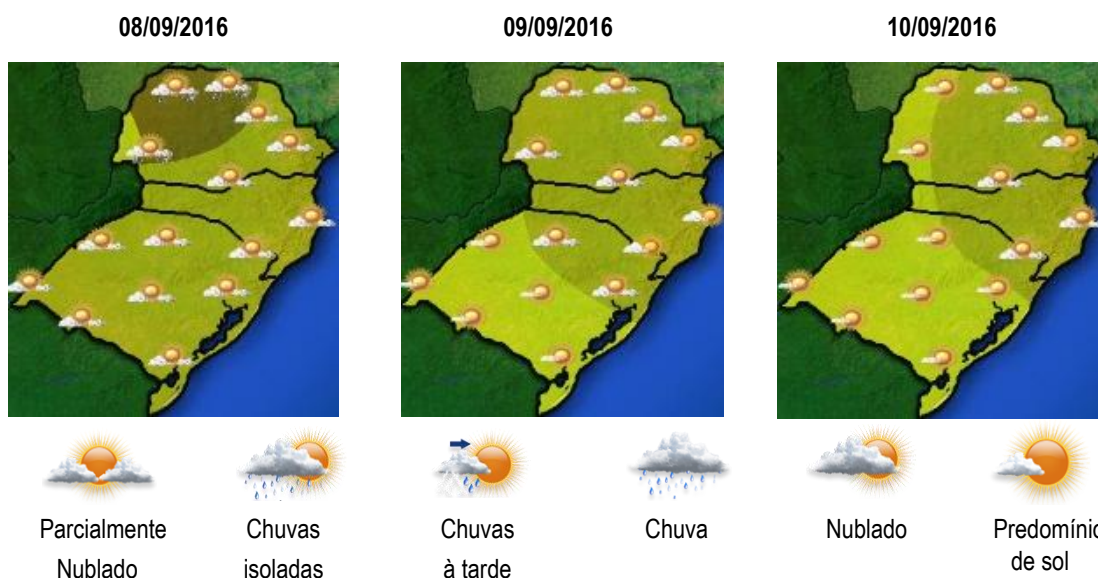 08/09/2016
09/09/2016
10/09/2016
Parcialmente
Nublado
Chuvas
isoladas
Chuvas
à tarde
Chuva
Nublado
Predomínio
de sol